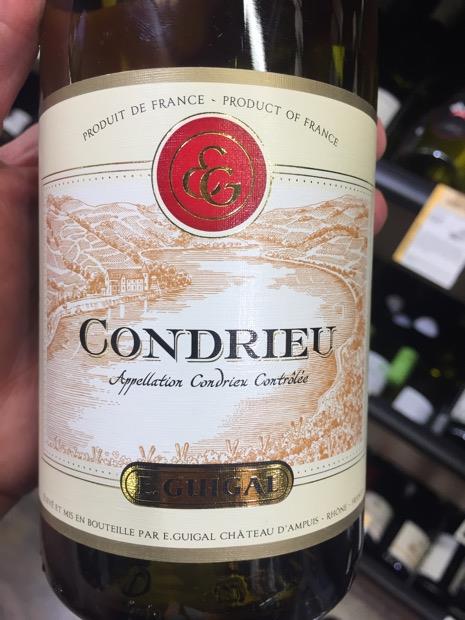 PRODUIT DE FRANCE - PRODUCT OF FRANCE
EG
CONDRIEU
Appellation Condrieu Contrôlée
E.GUIGAL
ET MIS EN BOUTEILLE PAR E.GUIGAL CHÂTEAU D'AMPUIS - RHÔNE -